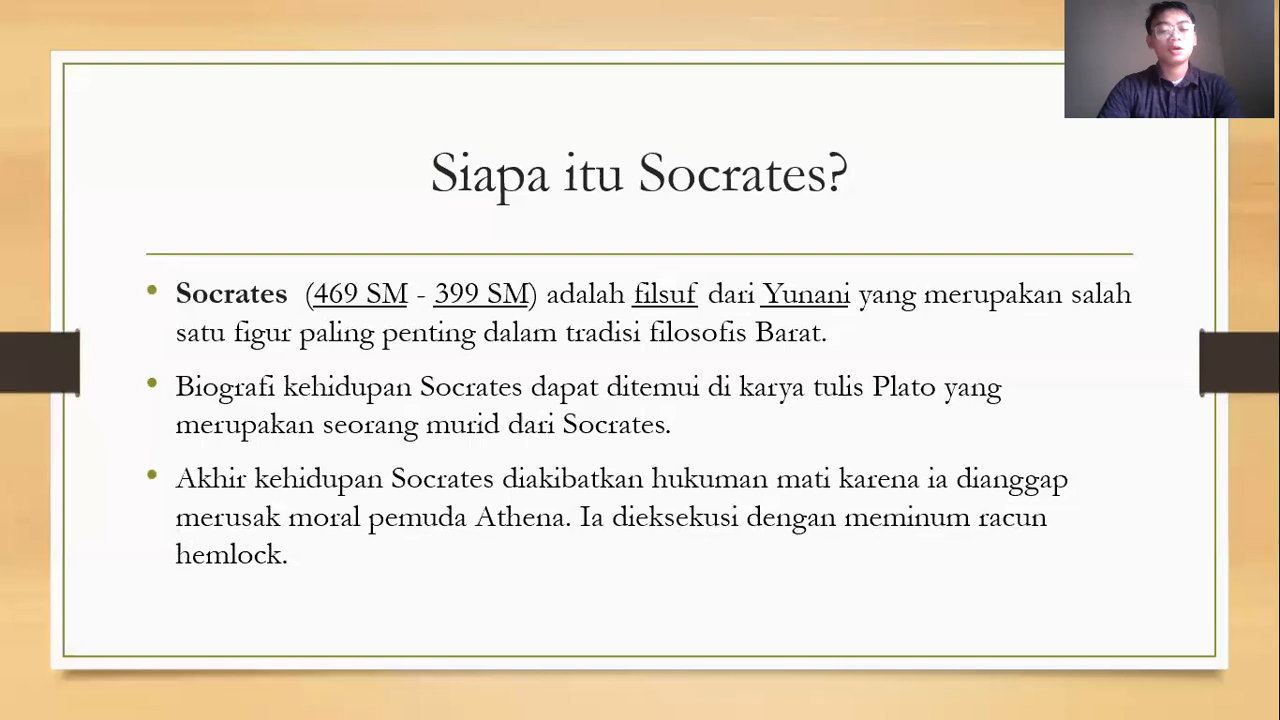 Siapa itu Socrates?
• Socrates (469 SM - 399 SM) adalah filsuf dari Yunani yang merupakan salah
satu figur paling penting dalam tradisi filosofis Barat.
• Biografi kehidupan Socrates dapat ditemui di karya tulis Plato yang
merupakan seorang murid dari Socrates.
• Akhir kehidupan Socrates diakibatkan hukuman mati karena ia dianggap
merusak moral pemuda Athena. Ia dieksekusi dengan meminum racun
hemlock.